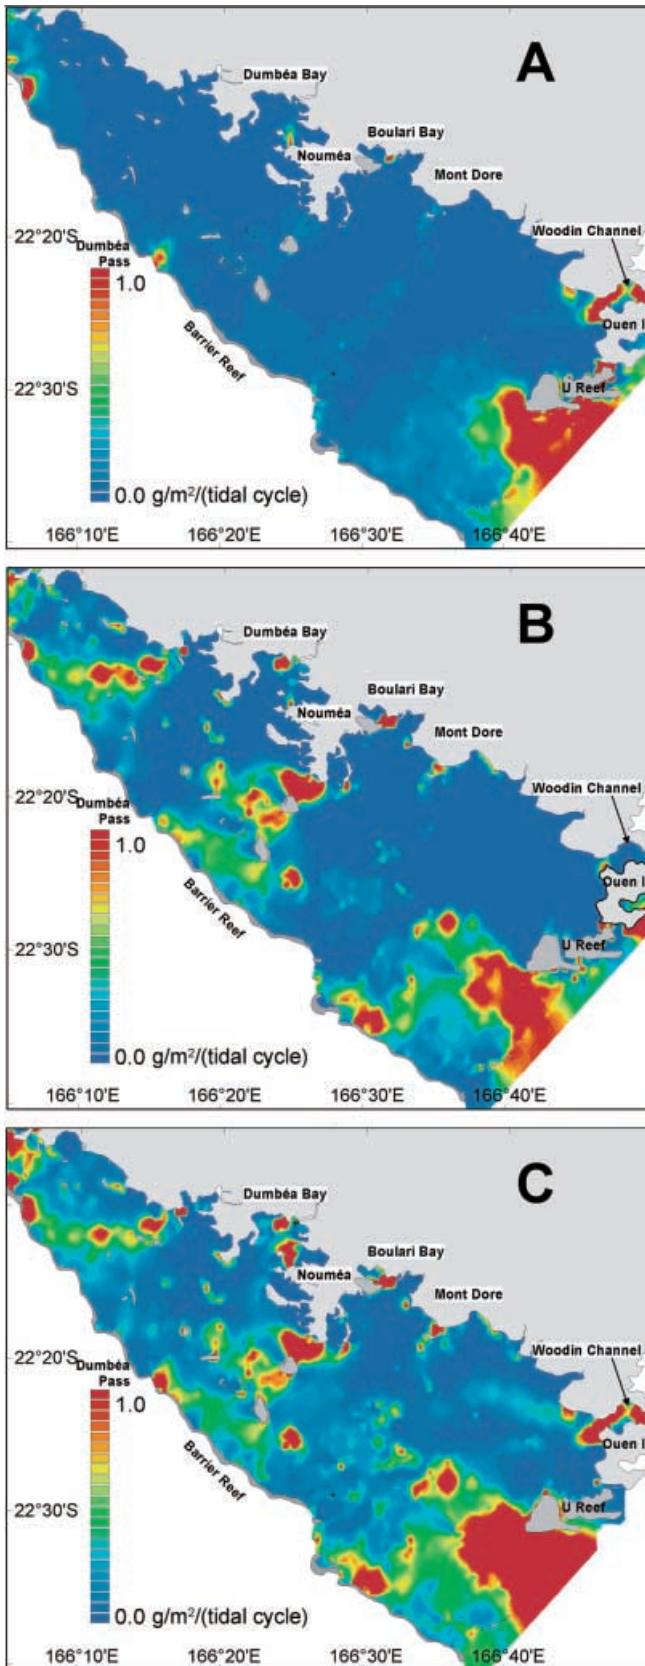 A
Dumbéa Bay
Boulari Bay
Nouméa
Mont Dore
22°20'S
Woodin Channel
Dumbéa
Pass
1.0
Ouen I
Barrier Reef
22°30'S
U Reef
0.0 g/m²/(tidal cycle)
166°10'E
166°20'E
166°30'E
166°40'E
B
Dumbéa Bay
Boulari Bay
Nouméa
Mont Dore
22°20'S
Woodin Channel
Dumbéa
Pass
1.0
Ouen I
Barrier Reef
22°30'S
U Reef
0.0 g/m²/(tidal cycle)
166°10'E
166°20'E
166°30'E
166°40'E
C
Dumbéa Bay
Boulari Bay
Nouméa
Mont Dore
22°20'S
Woodin Channel
Dumbéa
Pass
1.0
Ouen I
Barrier Reef
22°30'S
U Reef
0.0 g/m²/(tidal cycle)
166°10'E
166°20'E
166°30'E
166°40'E